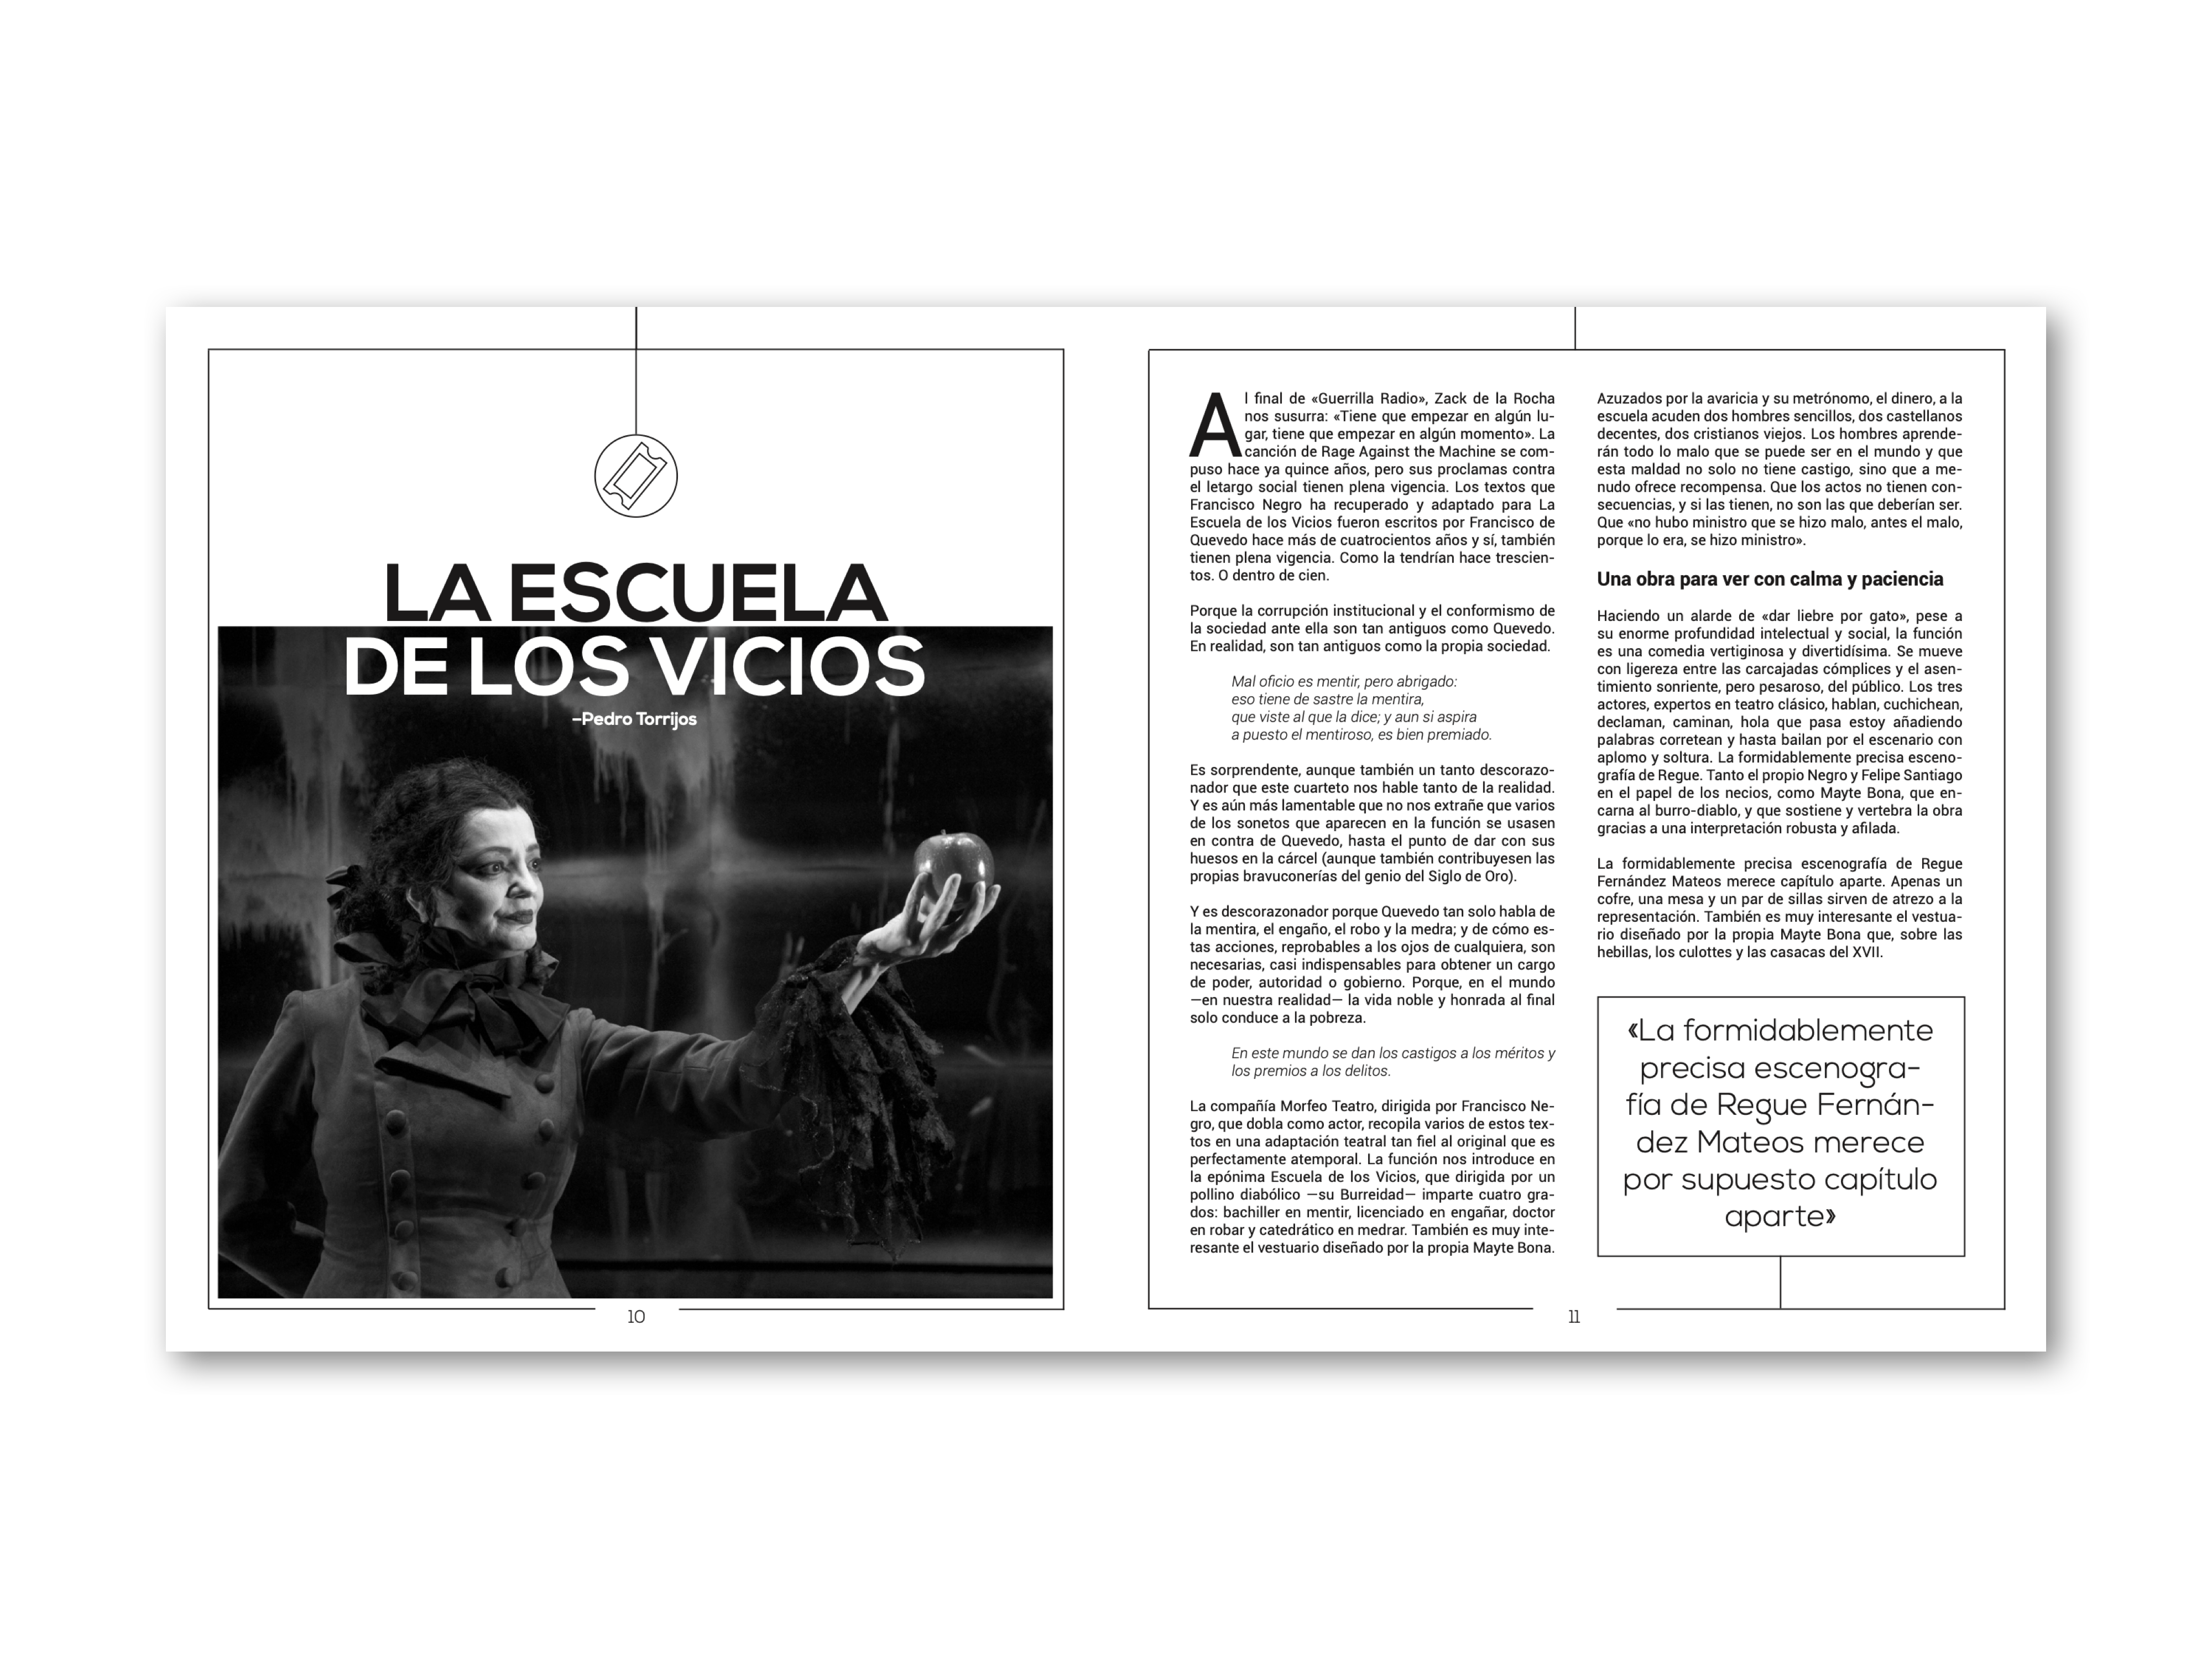 LA ESCUELA
DE LOS VICIOS
–Pedro Torrijos
10
Al final de «Guerrilla Radio», Zack de la Rocha
nos susurra: «Tiene que empezar en algún lu-
gar, tiene que empezar en algún momento». La
canción de Rage Against the Machine se com-
puso hace ya quince años, pero sus proclamas contra
el letargo social tienen plena vigencia. Los textos que
Francisco Negro ha recuperado y adaptado para La
Escuela de los Vicios fueron escritos por Francisco de
Quevedo hace más de cuatrocientos años y sí, también
tienen plena vigencia. Como la tendrían hace trescien-
tos. O dentro de cien.
Porque la corrupción institucional y el conformismo de
la sociedad ante ella son tan antiguos como Quevedo.
En realidad, son tan antiguos como la propia sociedad.
Mal oficio es mentir, pero abrigado:
eso tiene de sastre la mentira,
que viste al que la dice; y aun si aspira
a puesto el mentiroso, es bien premiado.
Es sorprendente, aunque también un tanto descorazo-
nador que este cuarteto nos hable tanto de la realidad.
Y es aún más lamentable que no nos extrañe que varios
de los sonetos que aparecen en la función se usasen
en contra de Quevedo, hasta el punto de dar con sus
huesos en la cárcel (aunque también contribuyesen las
propias bravuconerías del genio del Siglo de Oro).
Y es descorazonador porque Quevedo tan solo habla de
la mentira, el engaño, el robo y la medra; y de cómo es-
tas acciones, reprobables a los ojos de cualquiera, son
necesarias, casi indispensables para obtener un cargo
de poder, autoridad o gobierno. Porque, en el mundo
—en nuestra realidad— la vida noble y honrada al final
solo conduce a la pobreza.
En este mundo se dan los castigos a los méritos y
los premios a los delitos.
La compañía Morfeo Teatro, dirigida por Francisco Ne-
gro, que dobla como actor, recopila varios de estos tex-
tos en una adaptación teatral tan fiel al original que es
perfectamente atemporal. La función nos introduce en
la epónima Escuela de los Vicios, que dirigida por un
pollino diabólico —su Burreidad— imparte cuatro gra-
dos: bachiller en mentir, licenciado en engañar, doctor
en robar y catedrático en medrar. También es muy inte-
resante el vestuario diseñado por la propia Mayte Bona.
Azuzados por la avaricia y su metrónomo, el dinero, a la
escuela acuden dos hombres sencillos, dos castellanos
decentes, dos cristianos viejos. Los hombres aprende-
rán todo lo malo que se puede ser en el mundo y que
esta maldad no solo no tiene castigo, sino que a me-
nudo ofrece recompensa. Que los actos no tienen con-
secuencias, y si las tienen, no son las que deberían ser.
Que «no hubo ministro que se hizo malo, antes el malo,
porque lo era, se hizo ministro».
Una obra para ver con calma y paciencia
Haciendo un alarde de «dar liebre por gato», pese a
su enorme profundidad intelectual y social, la función
es una comedia vertiginosa y divertidísima. Se mueve
con ligereza entre las carcajadas cómplices y el asen-
timiento sonriente, pero pesaroso, del público. Los tres
actores, expertos en teatro clásico, hablan, cuchichean,
declaman, caminan, hola que pasa estoy añadiendo
palabras corretean y hasta bailan por el escenario con
aplomo y soltura. La formidablemente precisa esceno-
grafía de Regue. Tanto el propio Negro y Felipe Santiago
en el papel de los necios, como Mayte Bona, que en-
carna al burro-diablo, y que sostiene y vertebra la obra
gracias a una interpretación robusta y afilada.
La formidablemente precisa escenografía de Regue
Fernández Mateos merece capítulo aparte. Apenas un
cofre, una mesa y un par de sillas sirven de atrezo a la
representación. También es muy interesante el vestua-
rio diseñado por la propia Mayte Bona que, sobre las
hebillas, los culottes y las casacas del XVII.
«La formidablemente
precisa escenogra-
fía de Regue Fernán-
dez Mateos merece
por supuesto capítulo
aparte»
11